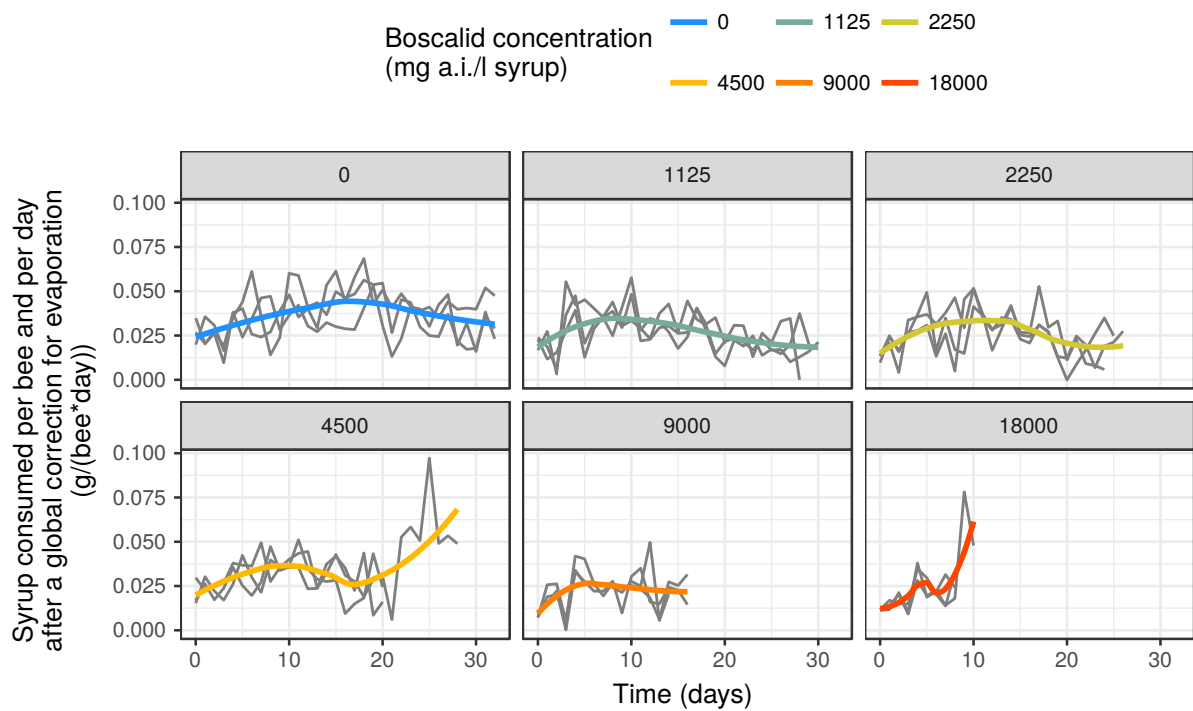 Boscalid concentration
(mg a.i./l syrup)
0 1125 2250
4500 9000 18000
Syrup consumed per bee and per day
after a global correction for evaporation
(g/(bee*day))
0 1125 2250
0.100
0.075
0.050
0.025
0.000
4500 9000 18000
0.100
0.075
0.050
0.025
0.000
0 10 20 30 0 10 20 30 0 10 20 30
Time (days)